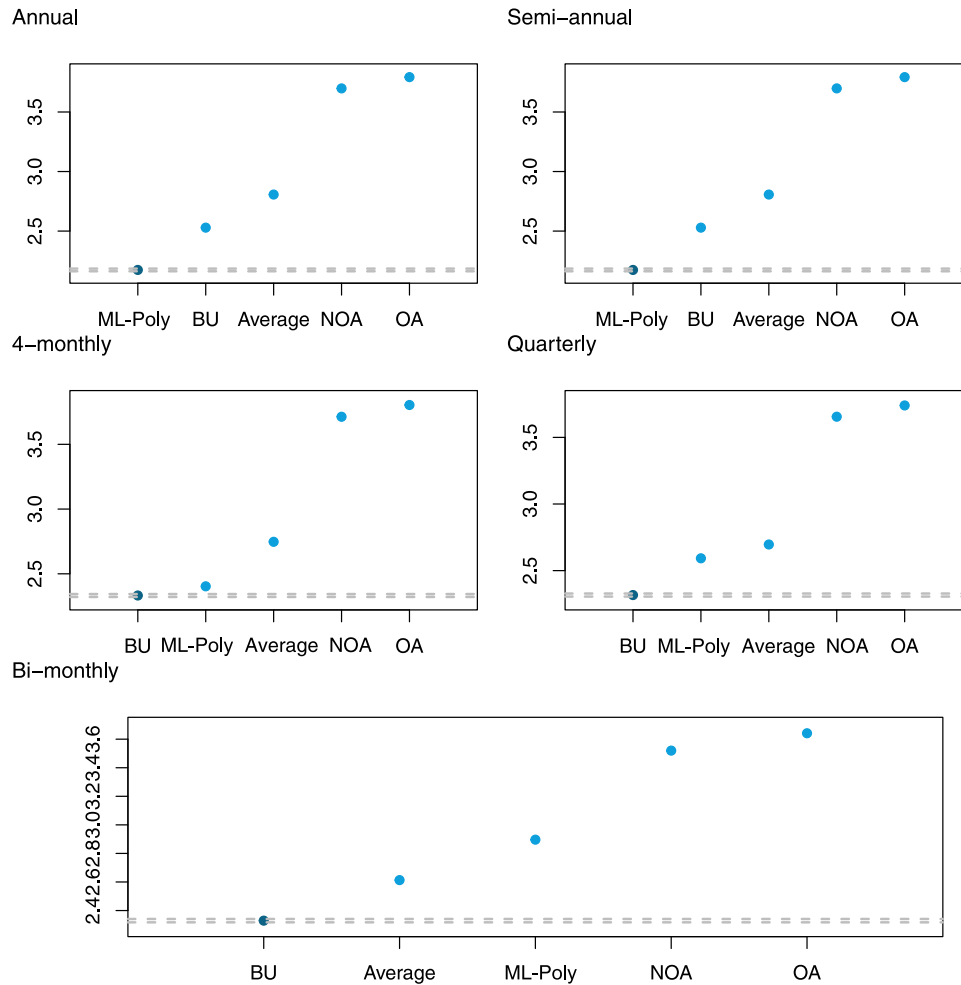 Annual
3.5
3.0
2.5
ML-Poly BU Average NOA OA
Semi−annual
3.5
3.0
2.5
ML-Poly BU Average NOA OA
4−monthly
3.5
3.0
2.5
BU ML-Poly Average NOA OA
Quarterly
3.5
3.0
2.5
BU ML-Poly Average NOA OA
Bi−monthly
2.42.62.83.03.23.43.6
BU Average ML-Poly NOA OA